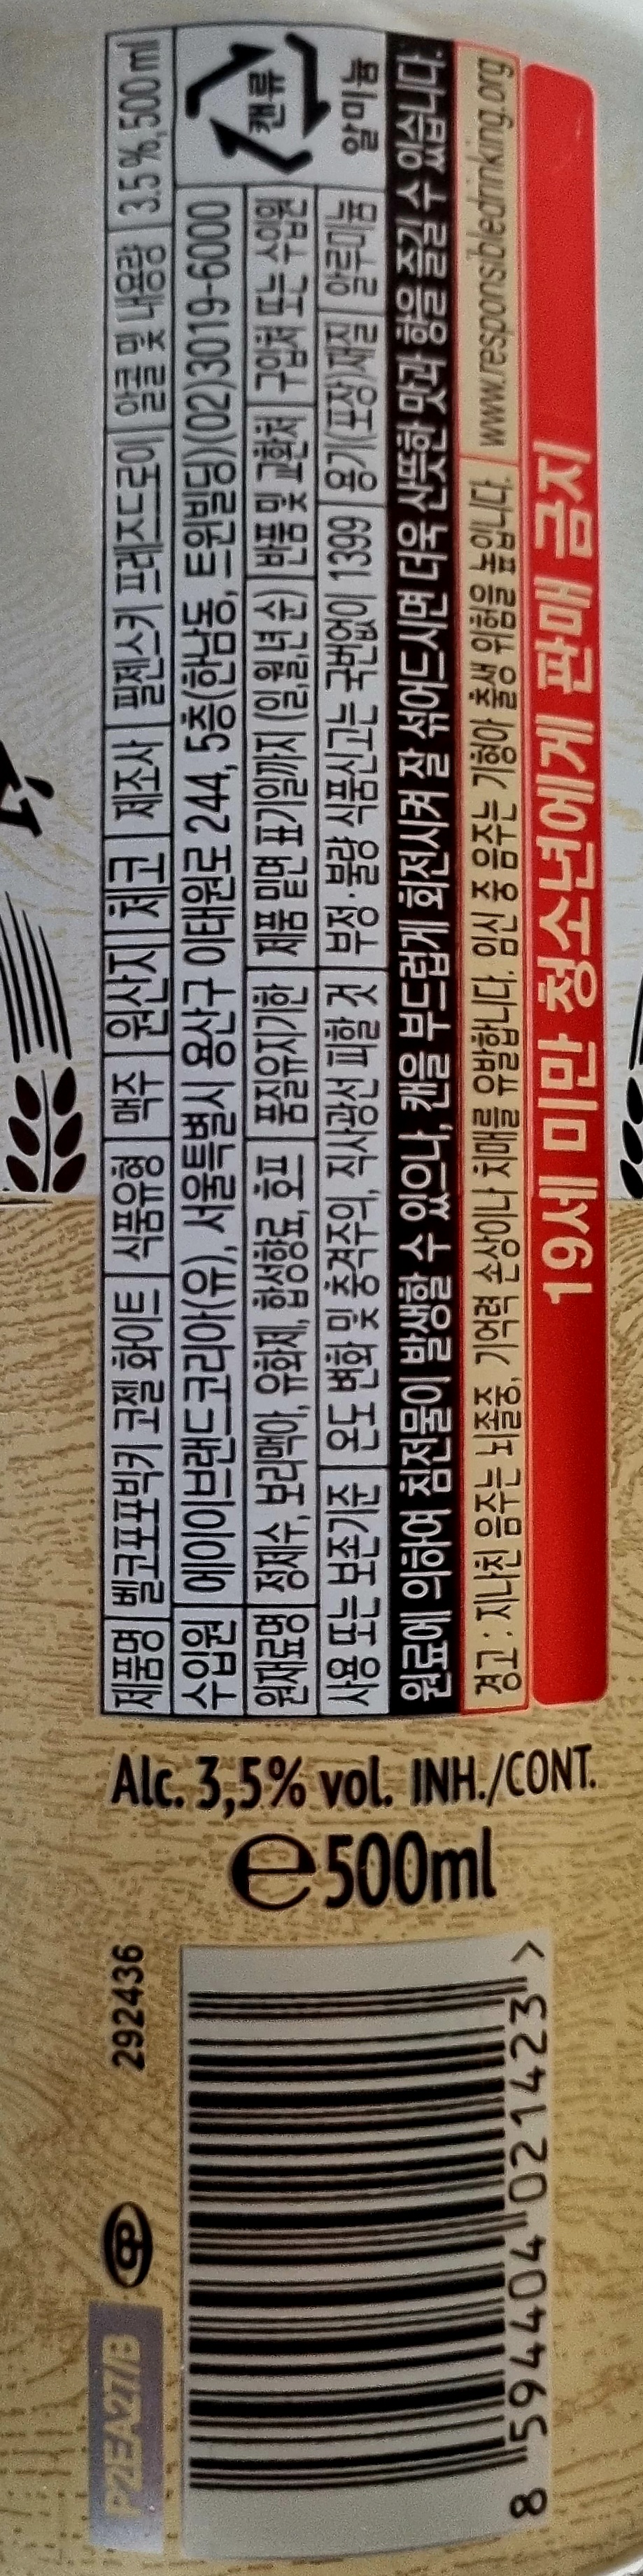 제품명 벨코포포빅키 코젤 화이트 식품유형 맥주 원산지 체코 제조사 필젠스키 프레즈드로이 알콜 및 내용량 3.5 %, 500 ml
수입원 에이이브랜드코리아(유), 서울특별시 용산구 이태원로 244, 5층(한남동, 트윈빌딩)(02)3019-6000
원재료명 정제수, 보리맥아, 유화제, 합성향료, 호프 품질유지기한 제품 밑면 표기일까지 (일,월,년 순) 반품 및 교환처 구입처 또는 수입원
사용 또는 보존기준 온도 변화 및 충격주의, 직사광선 피할 것 부정·불량 식품신고는 국번없이 1399 용기(포장)재질 알루미늄
캔류
알미늄
원료에 의하여 침전물이 발생할 수 있으나, 캔을 부드럽게 회전시켜 잘 섞어드시면 더욱 산뜻한 맛과 향을 즐길 수 있습니다.
경고 : 지나친 음주는 뇌졸중, 기억력 손상이나 치매를 유발합니다. 임신 중 음주는 기형아 출생 위험을 높입니다. www.responsibledrinking.org
19세 미만 청소년에게 판매 금지
Alc. 3,5% vol. INH./CONT.
e 500ml
292436
PZEA27/B
8 594404 021423 >